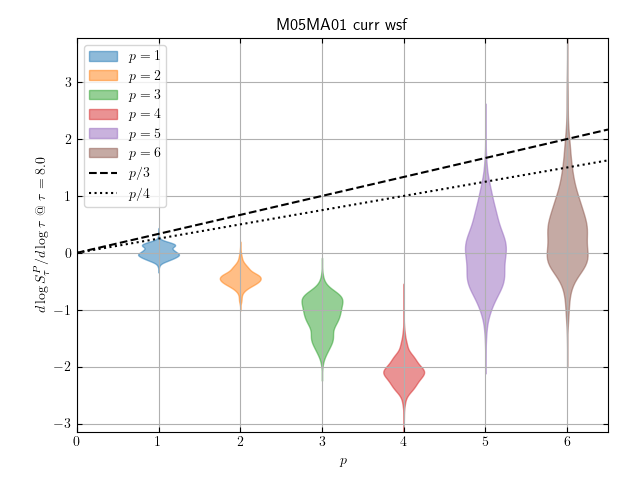 M05MA01 curr wsf
d log S_τ^P / d log τ @ τ = 8.0
p = 1
p = 2
p = 3
p = 4
p = 5
p = 6
p/3
p/4
3
2
1
0
−1
−2
−3
0 1 2 3 4 5 6
p